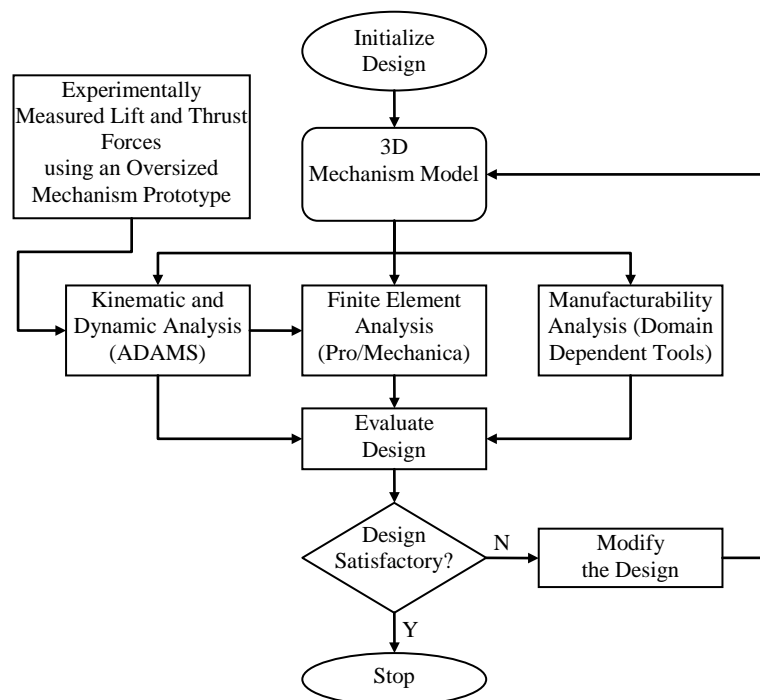 Initialize
Design
Experimentally
Measured Lift and Thrust
Forces
using an Oversized
Mechanism Prototype
3D
Mechanism Model
Kinematic and
Dynamic Analysis
(ADAMS)
Finite Element
Analysis
(Pro/Mechanica)
Manufacturability
Analysis (Domain
Dependent Tools)
Evaluate
Design
Design
Satisfactory?
N
Modify
the Design
Y
Stop